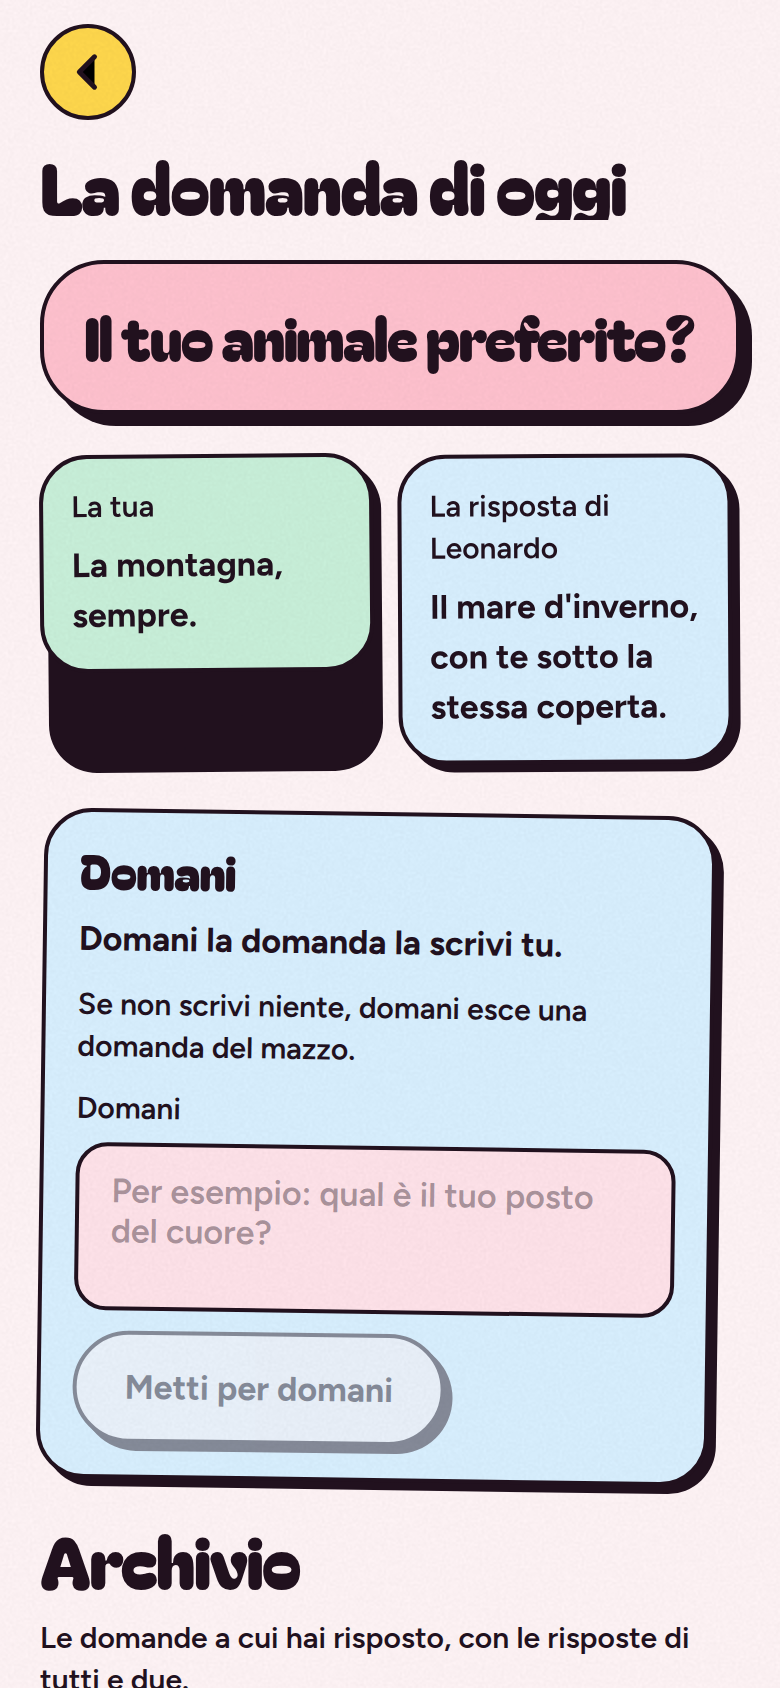 La domanda di oggi
Il tuo animale preferito?
La tua
La montagna,
sempre.
La risposta di
Leonardo
Il mare d'inverno,
con te sotto la
stessa coperta.
Domani
Domani la domanda la scrivi tu.
Se non scrivi niente, domani esce una
domanda del mazzo.
Domani
Per esempio: qual è il tuo posto
del cuore?
Metti per domani
Archivio
Le domande a cui hai risposto, con le risposte di
tutti e due.